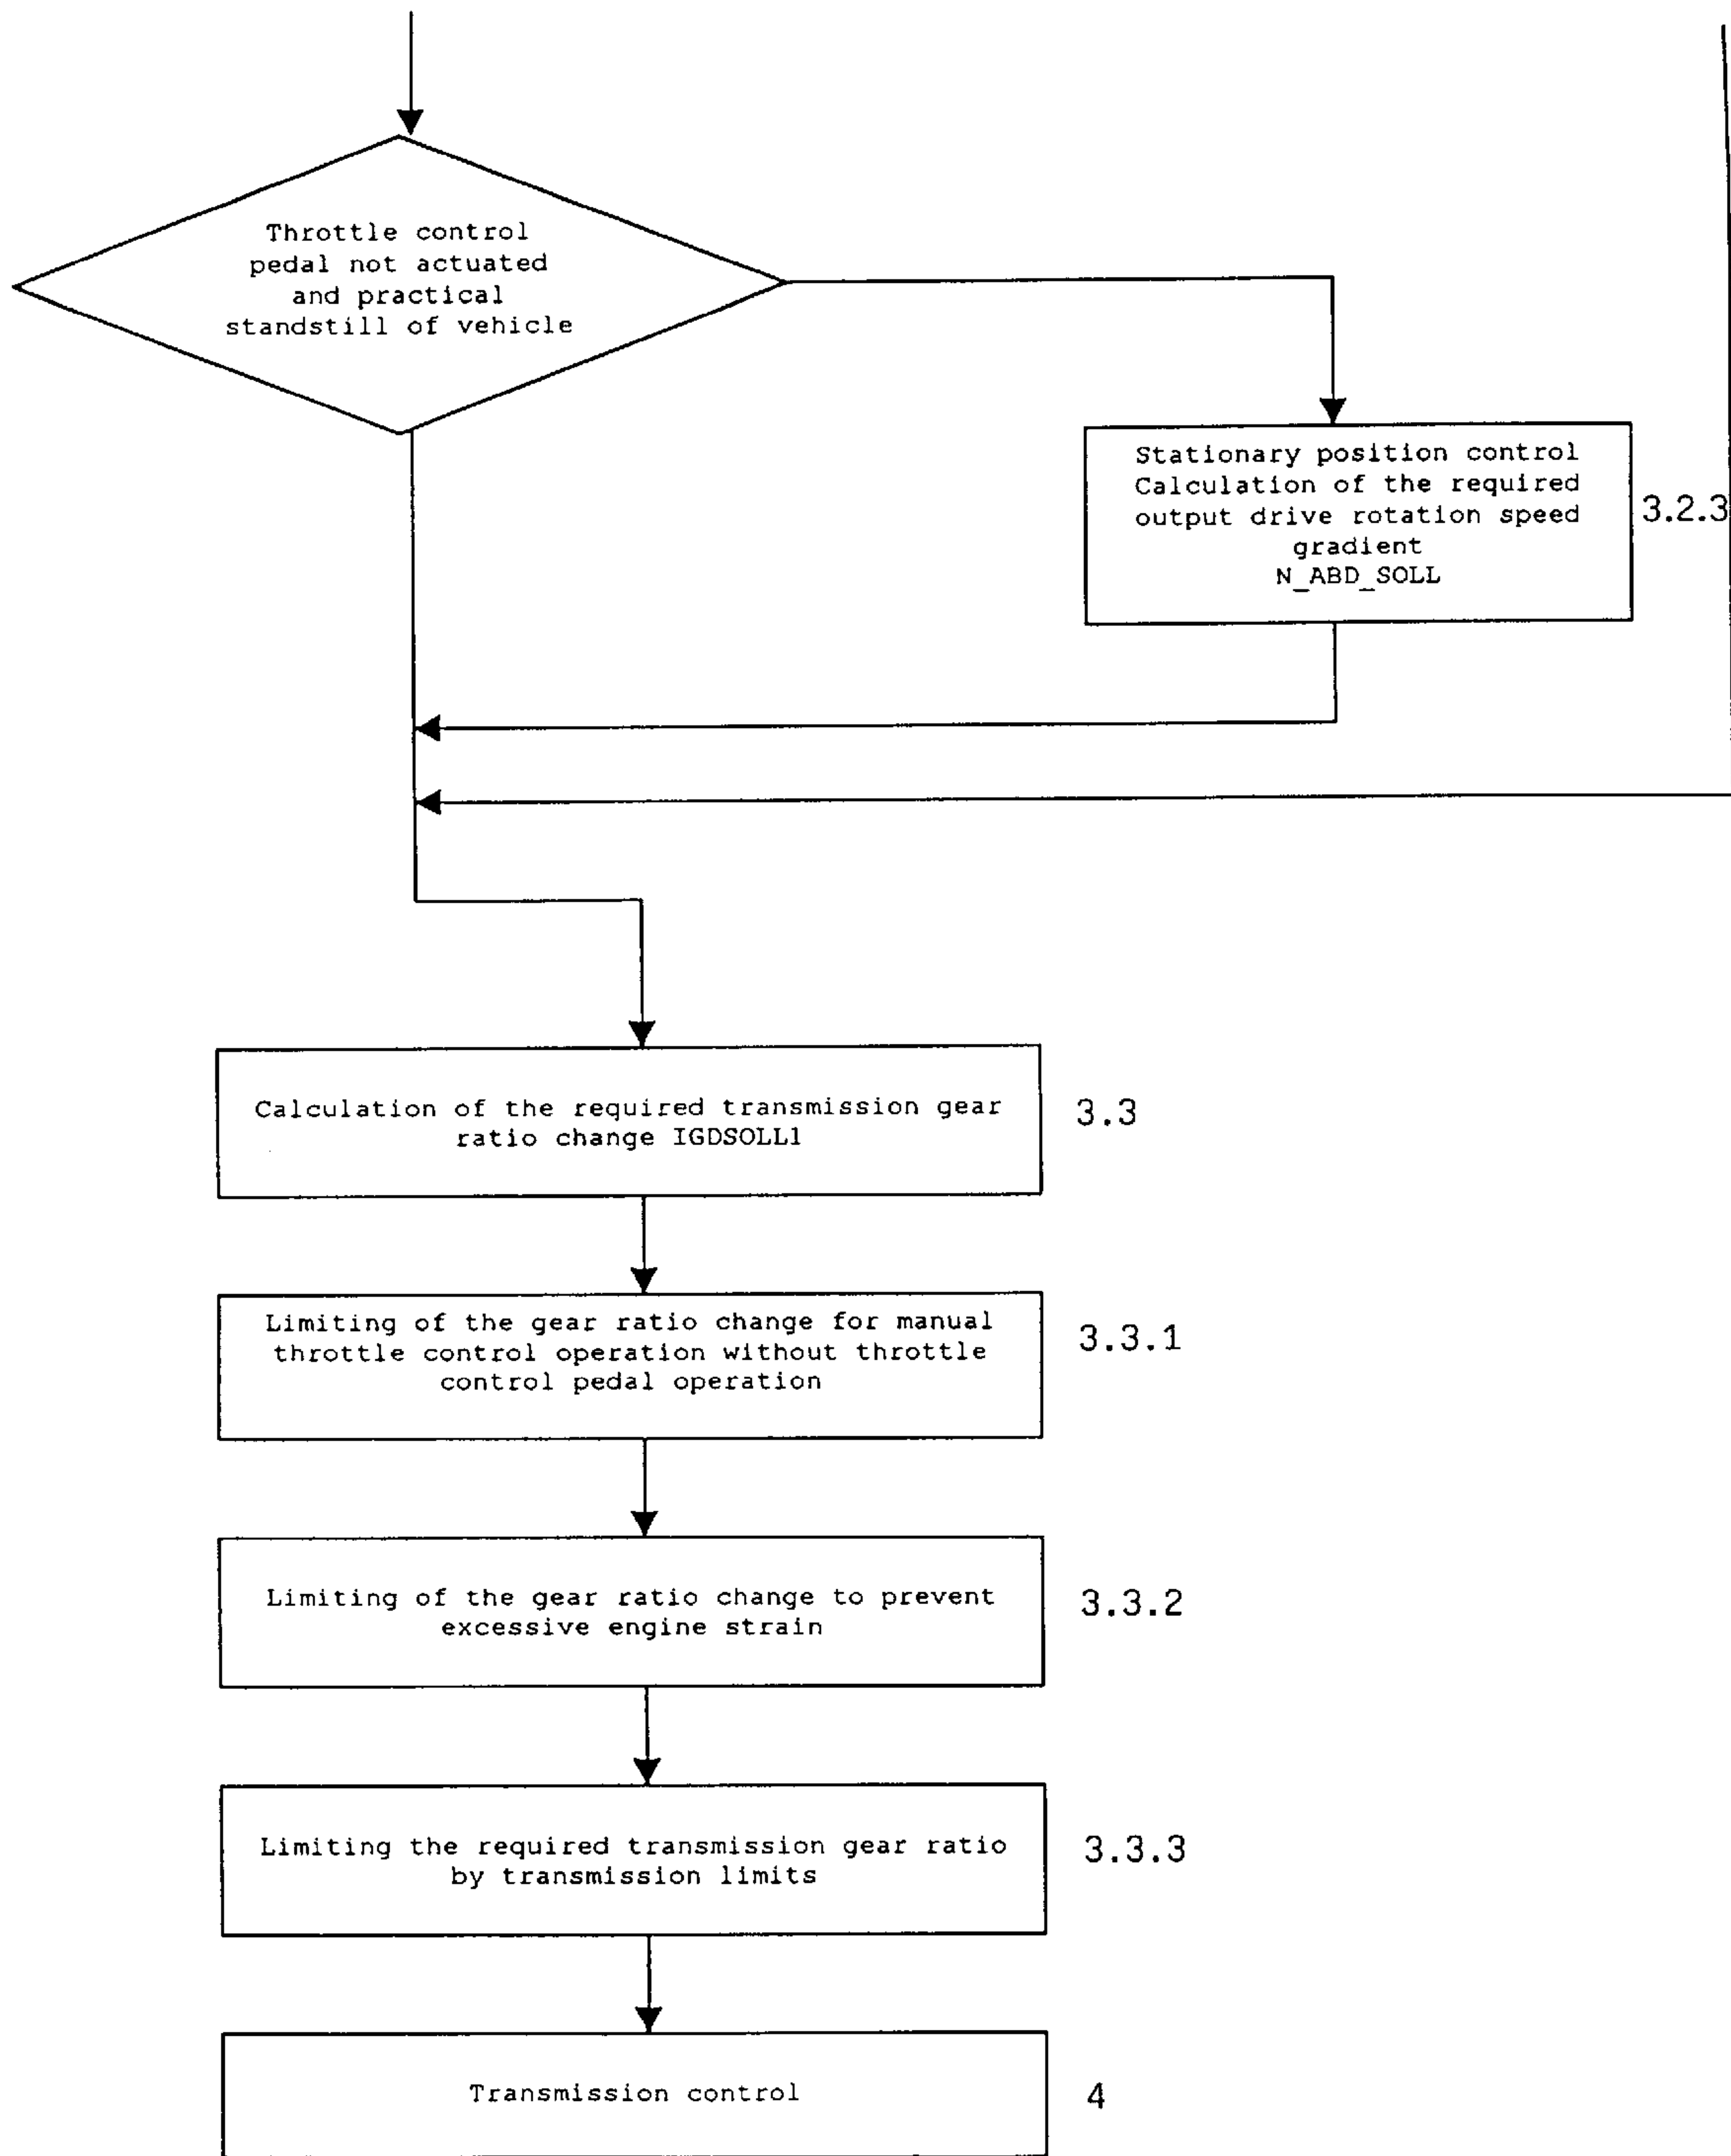 Throttle control
pedal not actuated
and practical
standstill of vehicle
Stationary position control
Calculation of the required
output drive rotation speed
gradient
N_ABD_SOLL
3.2.3
Calculation of the required transmission gear
ratio change IGDSOLL1
3.3
Limiting of the gear ratio change for manual
throttle control operation without throttle
control pedal operation
3.3.1
Limiting of the gear ratio change to prevent
excessive engine strain
3.3.2
Limiting the required transmission gear ratio
by transmission limits
3.3.3
Transmission control
4